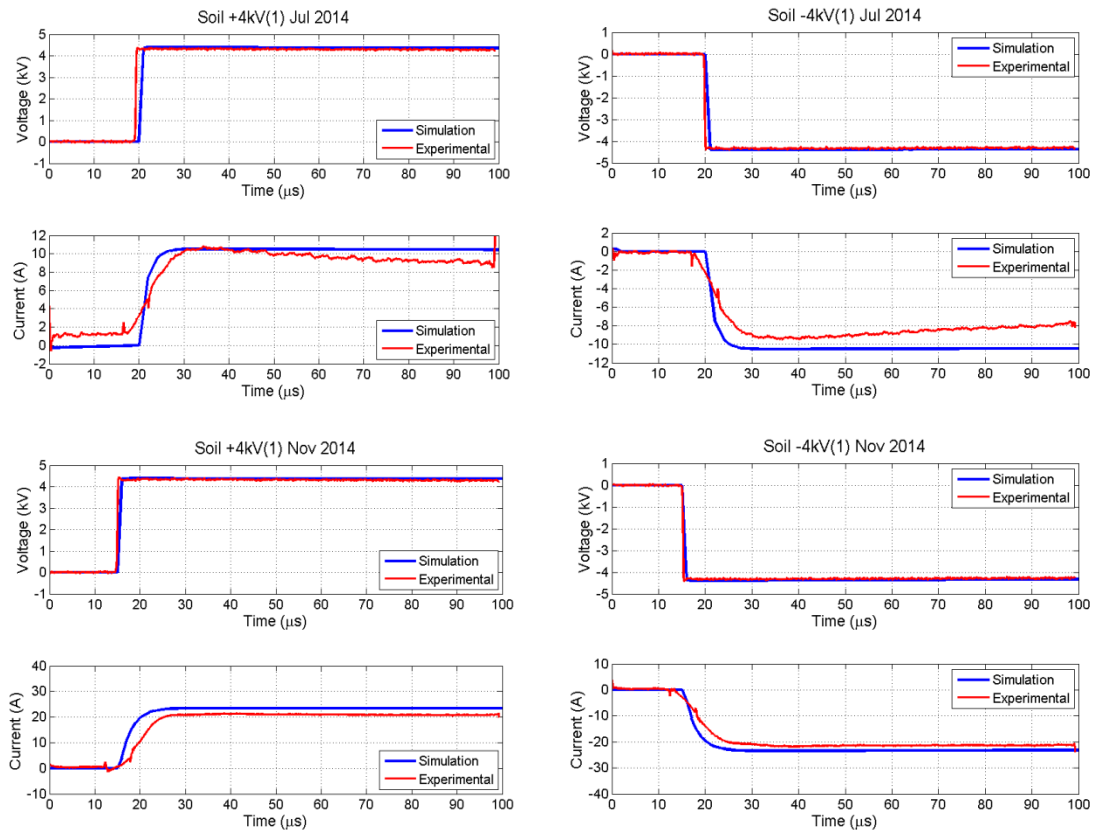 Soil +4kV(1) Jul 2014
5
4
3
2
1
0
-1
Voltage (kV)
Simulation
Experimental
0 10 20 30 40 50 60 70 80 90 100
Time (μs)
12
10
8
6
4
2
0
-2
Current (A)
Simulation
Experimental
0 10 20 30 40 50 60 70 80 90 100
Time (μs)
Soil -4kV(1) Jul 2014
1
0
-1
-2
-3
-4
-5
Voltage (kV)
Simulation
Experimental
0 10 20 30 40 50 60 70 80 90 100
Time (μs)
2
0
-2
-4
-6
-8
-10
-12
Current (A)
Simulation
Experimental
0 10 20 30 40 50 60 70 80 90 100
Time (μs)
Soil +4kV(1) Nov 2014
5
4
3
2
1
0
-1
Voltage (kV)
Simulation
Experimental
0 10 20 30 40 50 60 70 80 90 100
Time (μs)
40
30
20
10
0
-10
Current (A)
Simulation
Experimental
0 10 20 30 40 50 60 70 80 90 100
Time (μs)
Soil -4kV(1) Nov 2014
1
0
-1
-2
-3
-4
-5
Voltage (kV)
Simulation
Experimental
0 10 20 30 40 50 60 70 80 90 100
Time (μs)
10
0
-10
-20
-30
-40
Current (A)
Simulation
Experimental
0 10 20 30 40 50 60 70 80 90 100
Time (μs)